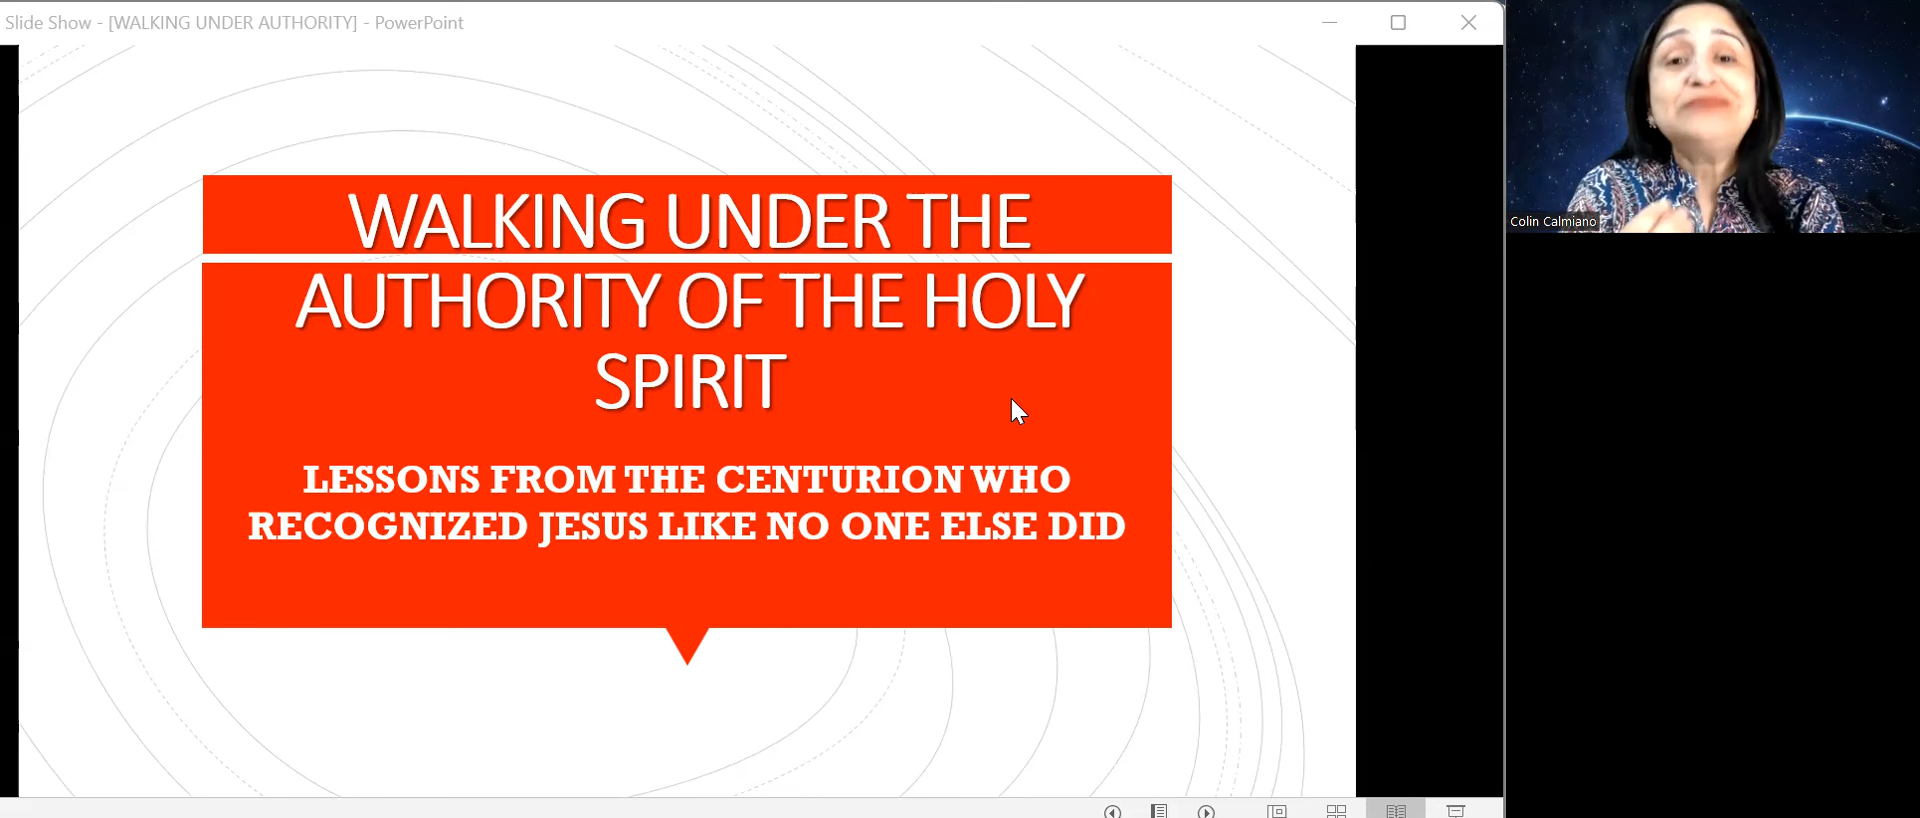 Slide Show - [WALKING UNDER AUTHORITY] - PowerPoint
WALKING UNDER THE
AUTHORITY OF THE HOLY
SPIRIT
LESSONS FROM THE CENTURION WHO
RECOGNIZED JESUS LIKE NO ONE ELSE DID
Colin Calmiano